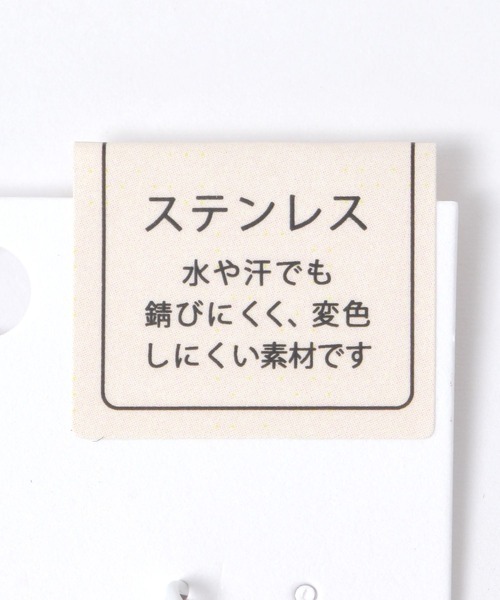 ステンレス
水や汗でも
錆びにくく、変色
しにくい素材です